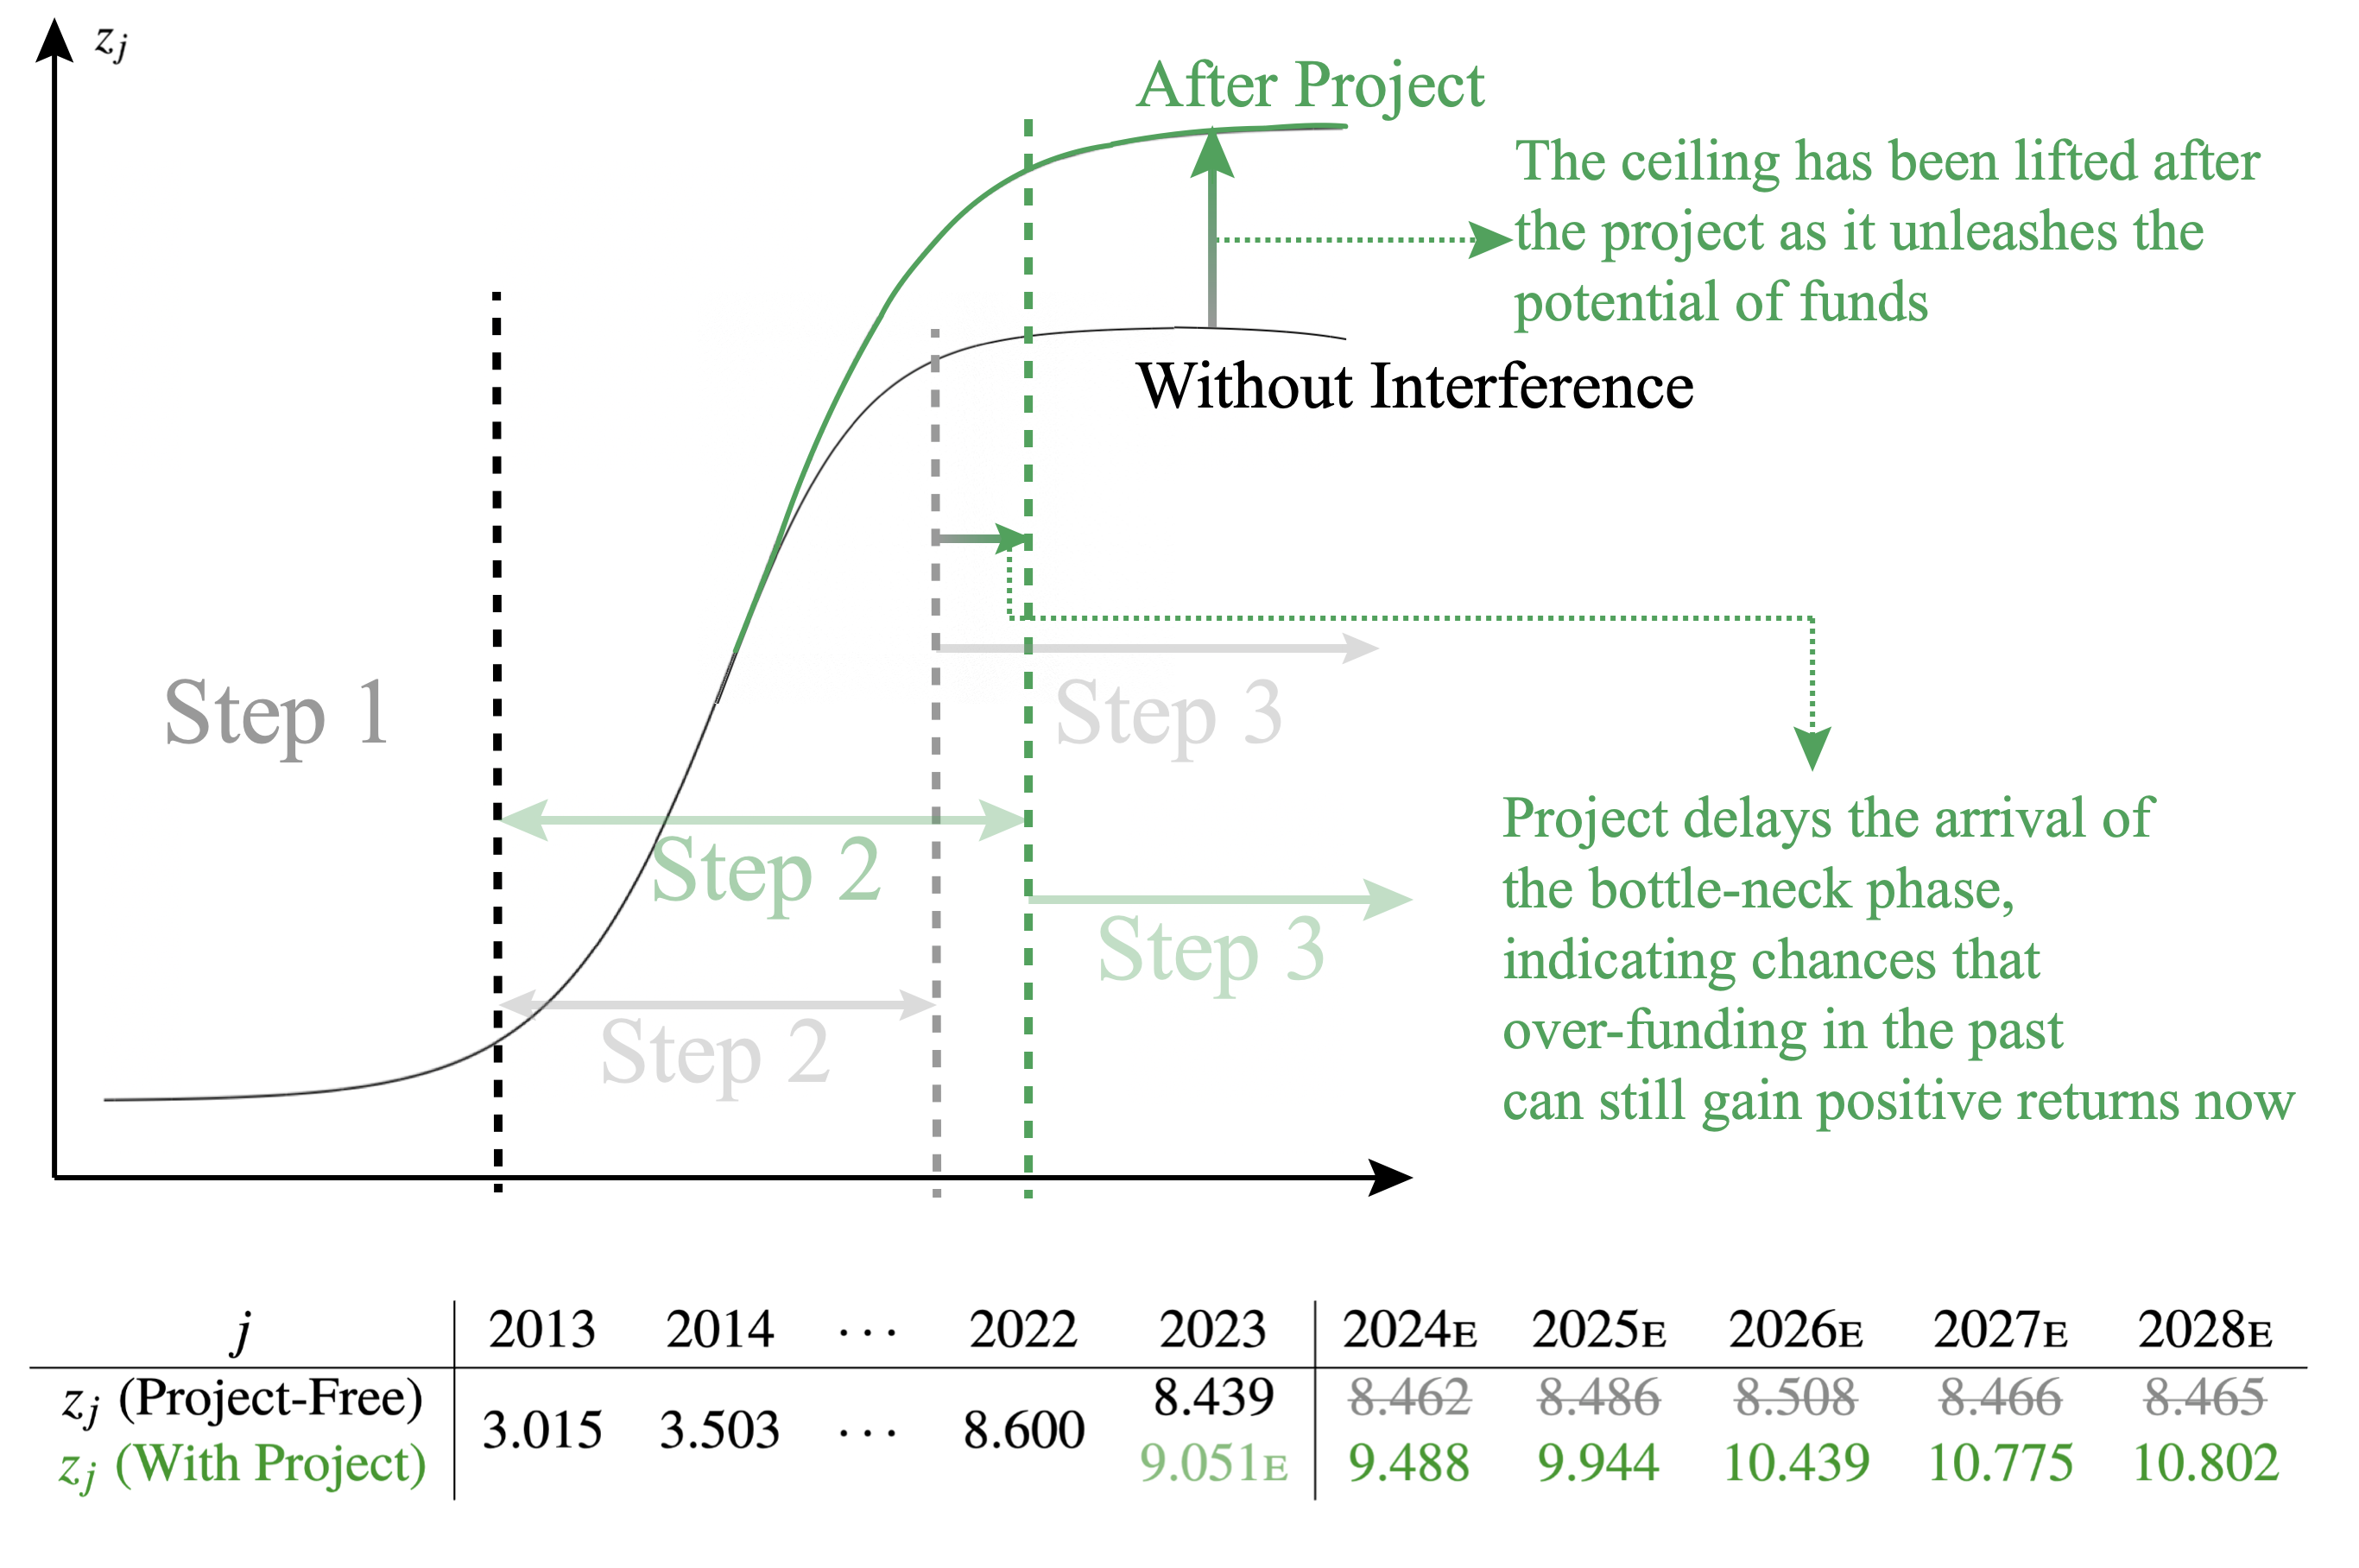 z_j
After Project
The ceiling has been lifted after
the project as it unleashes the
potential of funds
Without Interference
Step 1
Step 3
Step 2
Step 3
Step 2
Project delays the arrival of
the bottle-neck phase,
indicating chances that
over-funding in the past
can still gain positive returns now
j 2013 2014 ··· 2022 2023 2024E 2025E 2026E 2027E 2028E
z_j (Project-Free) 8.439 8.462 8.486 8.508 8.466 8.465
3.015 3.503 ··· 8.600
z_j (With Project) 9.051E 9.488 9.944 10.439 10.775 10.802